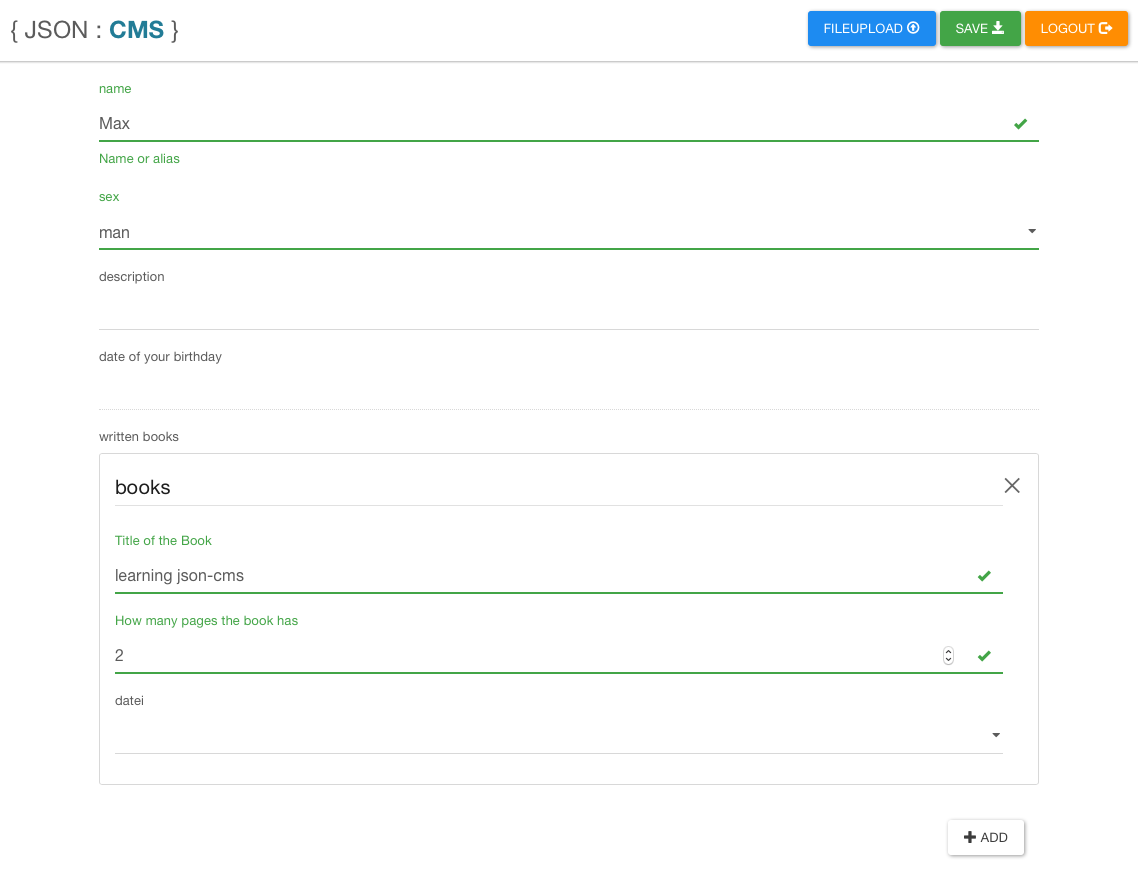 { JSON : CMS }
FILEUPLOAD SAVE LOGOUT
name
Max
Name or alias
sex
man
description
date of your birthday
written books
books
Title of the Book
learning json-cms
How many pages the book has
2
datei
ADD